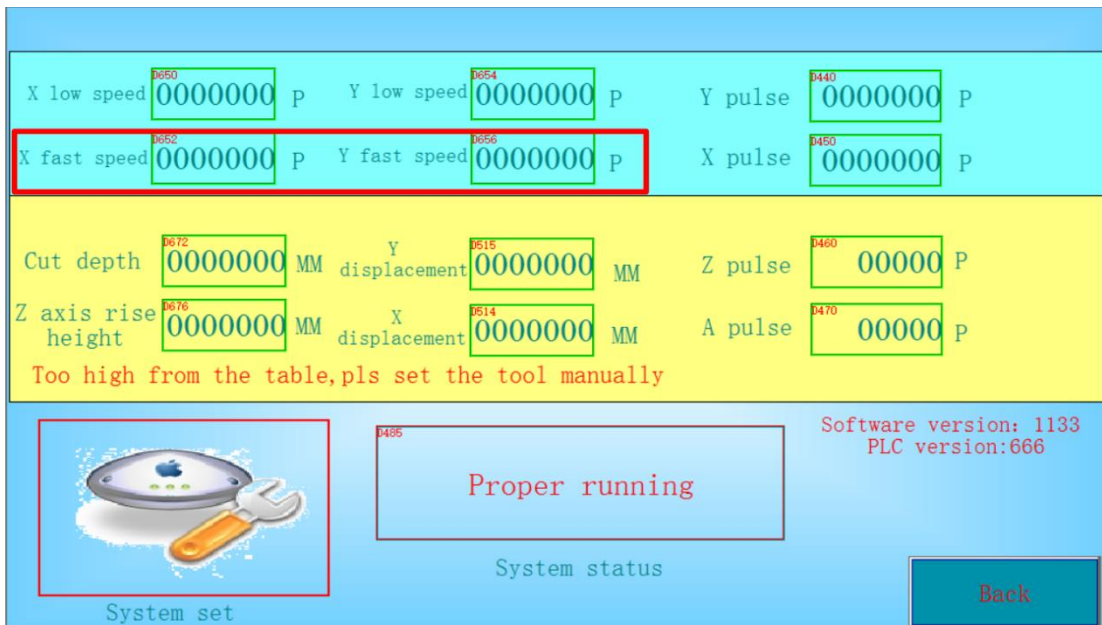 X low speed D650 0000000 P Y low speed D654 0000000 P Y pulse D440 0000000 P
X fast speed D652 0000000 P Y fast speed D656 0000000 P X pulse D450 0000000 P
Cut depth D672 0000000 MM Y displacement D515 0000000 MM Z pulse D460 00000 P
Z axis rise height D676 0000000 MM X displacement D514 0000000 MM A pulse D470 00000 P
Too high from the table,pls set the tool manually
D485
Proper running
System status
System set
Software version: 1133
PLC version:666
Back